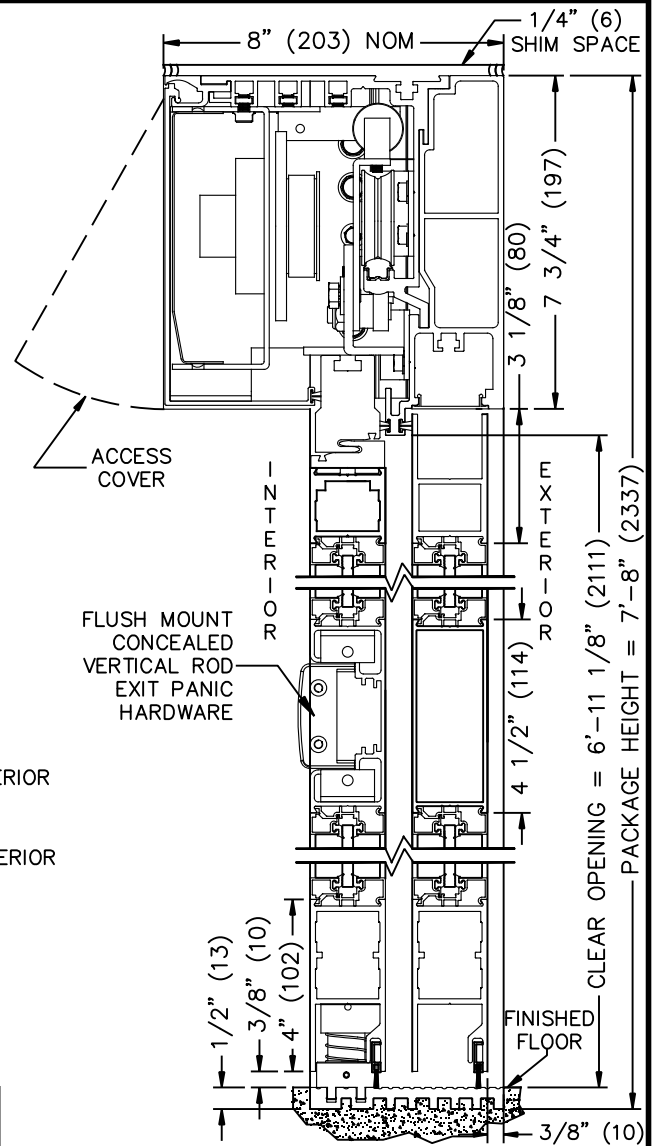 8" (203) NOM
1/4" (6)
SHIM SPACE
7 3/4" (197)
3 1/8" (80)
ACCESS
COVER
INTERIOR
EXTERIOR
FLUSH MOUNT
CONCEALED
VERTICAL ROD
EXIT PANIC
HARDWARE
4 1/2" (114)
CLEAR OPENING = 6'-11 1/8" (2111)
PACKAGE HEIGHT = 7'-8" (2337)
ERIOR
ERIOR
1/2" (13)
3/8" (10)
4" (102)
FINISHED
FLOOR
3/8" (10)